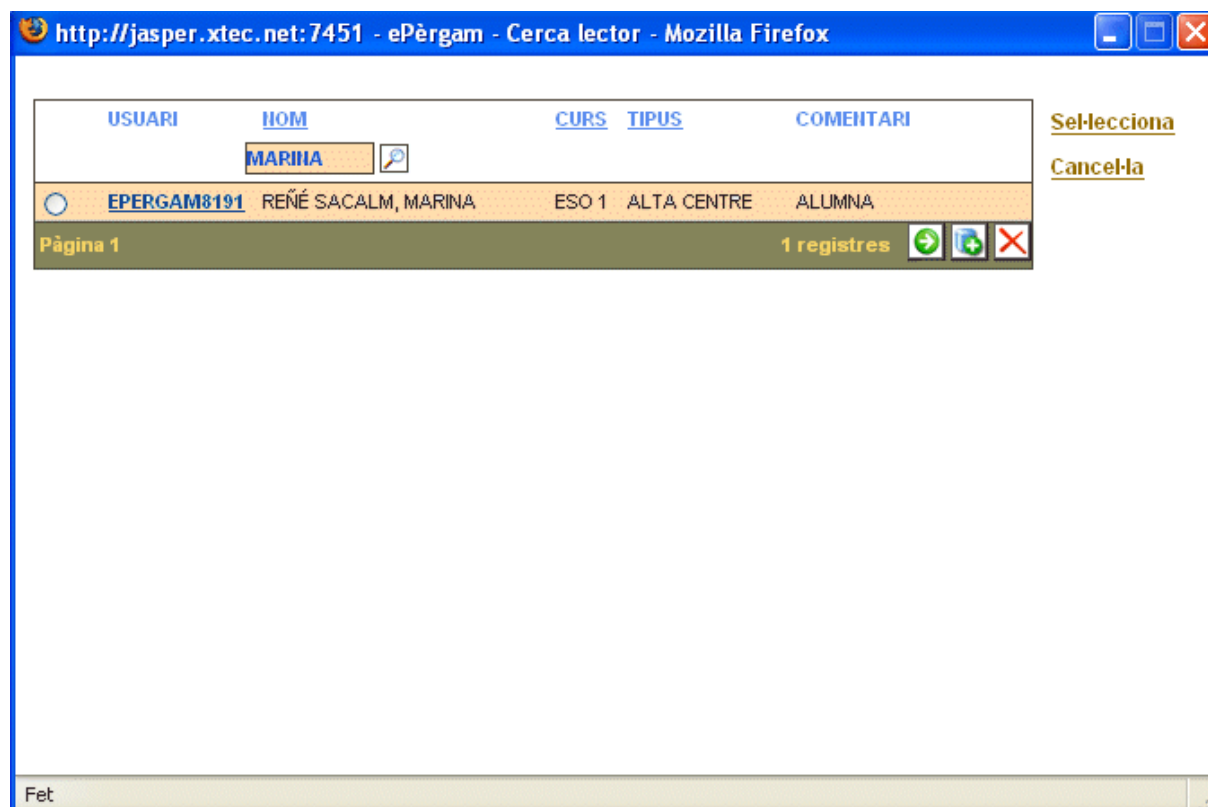 http://jasper.xtec.net:7451 - ePèrgam - Cerca lector - Mozilla Firefox
USUARI NOM CURS TIPUS COMENTARI
Sel·lecciona
MARINA
Cancel·la
EPERGAM8191 REÑÉ SACALM, MARINA ESO 1 ALTA CENTRE ALUMNA
Pàgina 1 1 registres
Fet